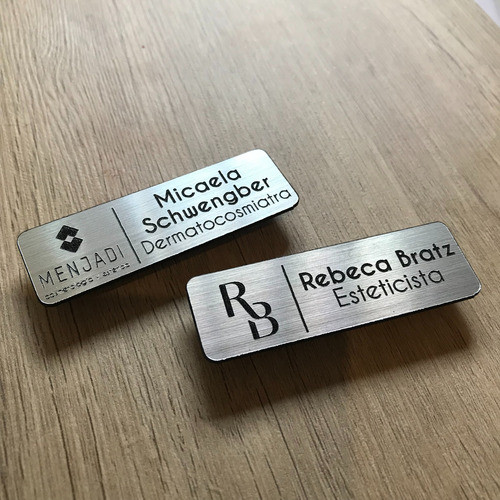 MENJADI
Micaela
Schwengber
Dermatocosmiatra
RB
Rebeca Bratz
Esteticista